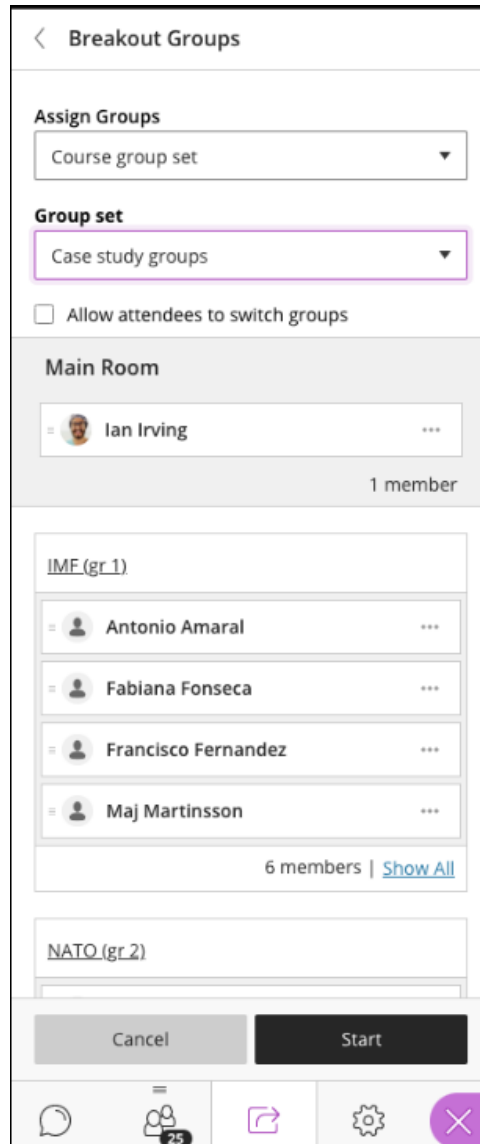 Breakout Groups
Assign Groups
Course group set
Group set
Case study groups
Allow attendees to switch groups
Main Room
Ian Irving
1 member
IMF (gr 1)
Antonio Amaral
Fabiana Fonseca
Francisco Fernandez
Maj Martinsson
6 members | Show All
NATO (gr 2)
Cancel Start
25